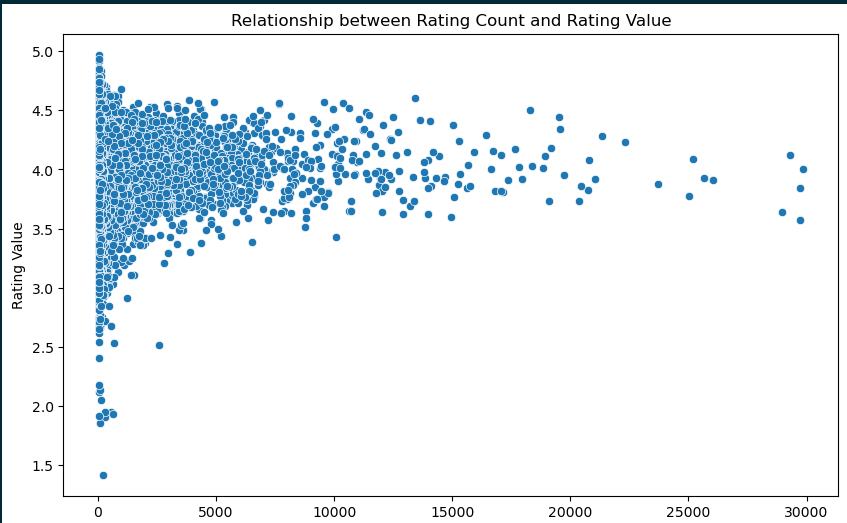 Relationship between Rating Count and Rating Value
5.0
4.5
4.0
3.5
3.0
2.5
2.0
1.5
Rating Value
0 5000 10000 15000 20000 25000 30000